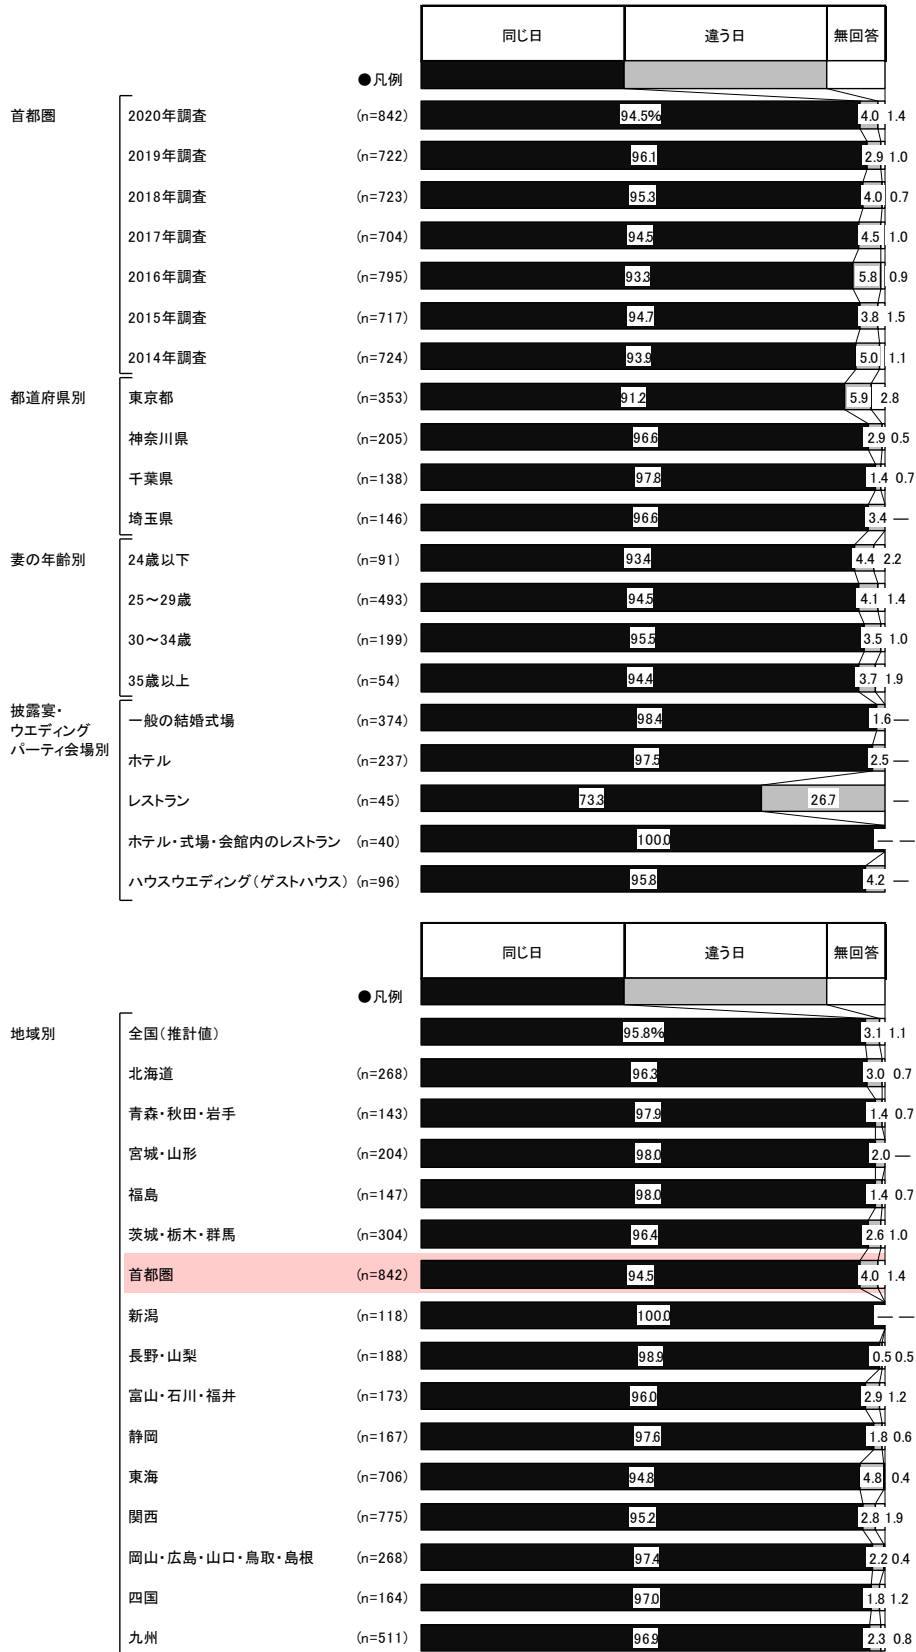 同じ日 違う日 無回答
●凡例
首都圏 2020年調査 (n=842) 94.5% 4.0 1.4
2019年調査 (n=722) 96.1 2.9 1.0
2018年調査 (n=723) 95.3 4.0 0.7
2017年調査 (n=704) 94.5 4.5 1.0
2016年調査 (n=795) 93.3 5.8 0.9
2015年調査 (n=717) 94.7 3.8 1.5
2014年調査 (n=724) 93.9 5.0 1.1
都道府県別 東京都 (n=353) 91.2 5.9 2.8
神奈川県 (n=205) 96.6 2.9 0.5
千葉県 (n=138) 97.8 1.4 0.7
埼玉県 (n=146) 96.6 3.4 —
妻の年齢別 24歳以下 (n=91) 93.4 4.4 2.2
25～29歳 (n=493) 94.5 4.1 1.4
30～34歳 (n=199) 95.5 3.5 1.0
35歳以上 (n=54) 94.4 3.7 1.9
披露宴・
ウエディング
パーティ会場別
一般の結婚式場 (n=374) 98.4 1.6 —
ホテル (n=237) 97.5 2.5 —
レストラン (n=45) 73.3 26.7 —
ホテル・式場・会館内のレストラン (n=40) 100.0 — —
ハウスウエディング(ゲストハウス) (n=96) 95.8 4.2 —
同じ日 違う日 無回答
●凡例
地域別 全国(推計値) 95.8% 3.1 1.1
北海道 (n=268) 96.3 3.0 0.7
青森・秋田・岩手 (n=143) 97.9 1.4 0.7
宮城・山形 (n=204) 98.0 2.0 —
福島 (n=147) 98.0 1.4 0.7
茨城・栃木・群馬 (n=304) 96.4 2.6 1.0
首都圏 (n=842) 94.5 4.0 1.4
新潟 (n=118) 100.0 — —
長野・山梨 (n=188) 98.9 0.5 0.5
富山・石川・福井 (n=173) 96.0 2.9 1.2
静岡 (n=167) 97.6 1.8 0.6
東海 (n=706) 94.8 4.8 0.4
関西 (n=775) 95.2 2.8 1.9
岡山・広島・山口・鳥取・島根 (n=268) 97.4 2.2 0.4
四国 (n=164) 97.0 1.8 1.2
九州 (n=511) 96.9 2.3 0.8